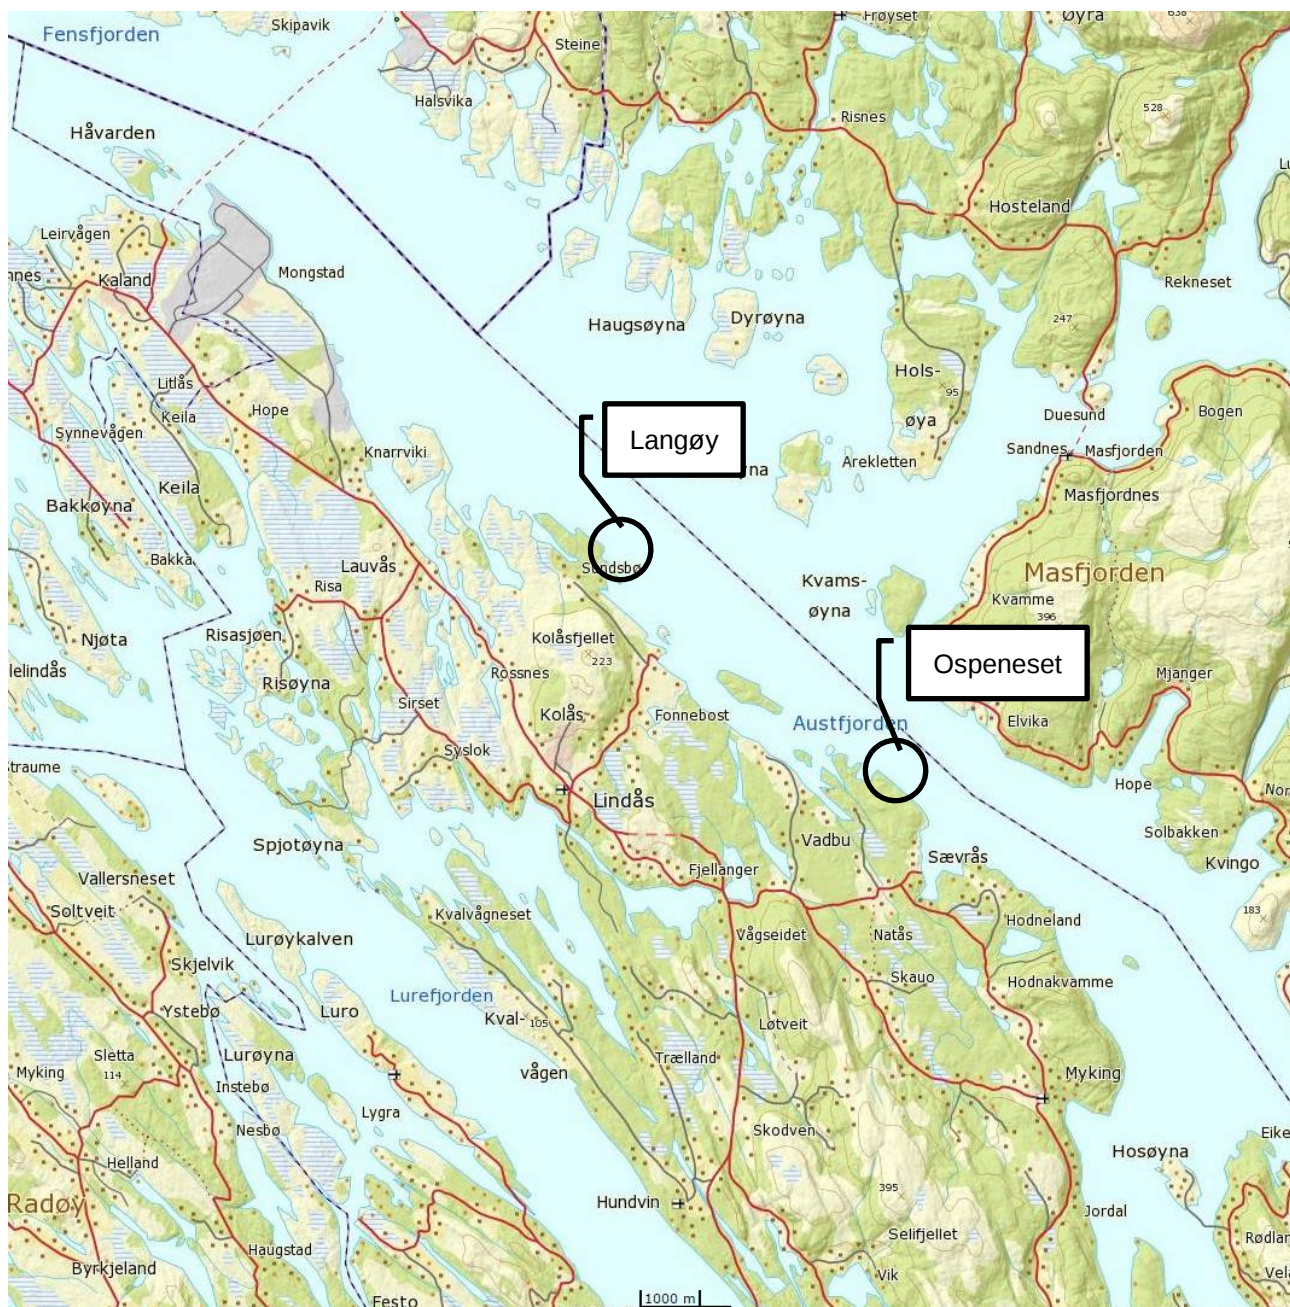 Fensfjorden
Skipavik
Frøyset
Øyra
638
Steine
Halsvika
528
Håvarden
Risnes
Hosteland
Leirvågen
Kaland
Mongstad
Rekneset
Haugsøyna
Dyrøyna
247
Hols-
95
øya
Litlås
Keila
Hope
Duesund
Bogen
Synnevågen
Knarrviki
Langøy
Sandnes
Masfjorden
Arekletten
Keila
Masfjordnes
Bakkøyna
Bakka
Lauvås
Sundsbø
Risa
Kvams-
øyna
Masfjorden
Kvamme
396
Njøta
Risasjøen
Kolåsfjellet
223
Ospeneset
Risøyna
Rossnes
Mjanger
Sirset
Kolås
Fonnebost
Austfjorden
Elvika
Syslok
Straume
Hope
Lindås
Solbakken
Spjotøyna
Vadbu
Sævrås
Kvingo
Vallersneset
Fjellanger
Soltveit
Kvalvågneset
183
Hodneland
Lurøykalven
Vågseidet
Natås
Skjelvik
Skauo
Hodnakvamme
Lurefjorden
Ystebø
Luro
Kval-
105
Løtveit
Sletta
114
Lurøyna
Trælland
Myking
Instebø
vågen
Myking
Lygra
Nesbø
Skodven
Helland
Hosøyna
395
Radøy
Hundvin
Jordal
Selifjellet
Haugstad
Byrkjeland
Vik
Festo
1000 m